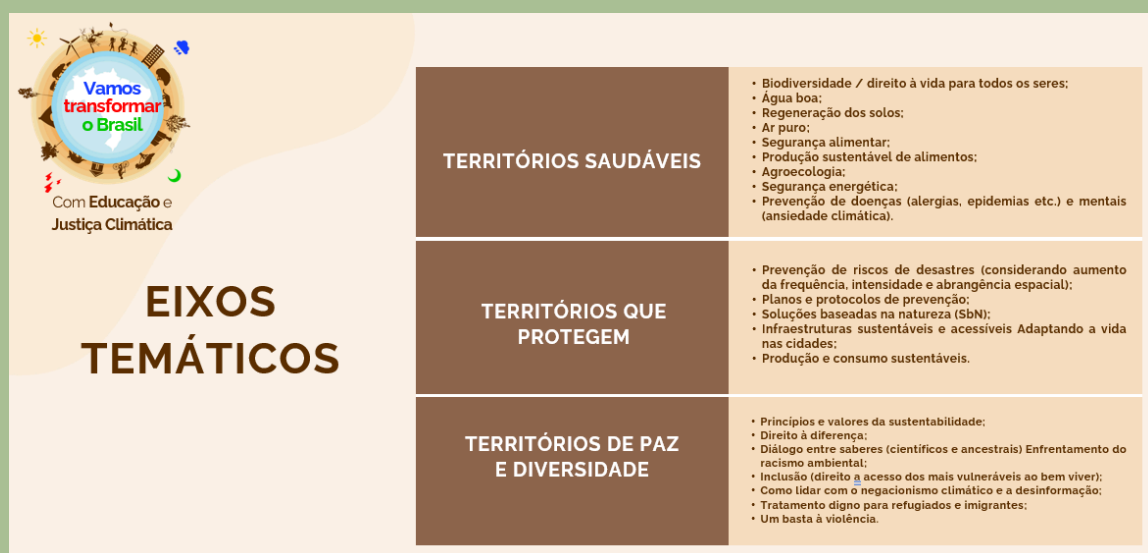 Vamos
transformar
o Brasil
Com Educação e
Justiça Climática
EIXOS
TEMÁTICOS
TERRITÓRIOS SAUDÁVEIS
• Biodiversidade / direito à vida para todos os seres;
• Água boa;
• Regeneração dos solos;
• Ar puro;
• Segurança alimentar;
• Produção sustentável de alimentos;
• Agroecologia;
• Segurança energética;
• Prevenção de doenças (alergias, epidemias etc.) e mentais
(ansiedade climática).
TERRITÓRIOS QUE
PROTEGEM
• Prevenção de riscos de desastres (considerando aumento
da frequência, intensidade e abrangência espacial);
• Planos e protocolos de prevenção;
• Soluções baseadas na natureza (SbN);
• Infraestruturas sustentáveis e acessíveis Adaptando a vida
nas cidades;
• Produção e consumo sustentáveis.
TERRITÓRIOS DE PAZ
E DIVERSIDADE
• Princípios e valores da sustentabilidade;
• Direito à diferença;
• Diálogo entre saberes (científicos e ancestrais) Enfrentamento do
racismo ambiental;
• Inclusão (direito a acesso dos mais vulneráveis ao bem viver);
• Como lidar com o negacionismo climático e a desinformação;
• Tratamento digno para refugiados e imigrantes;
• Um basta à violência.